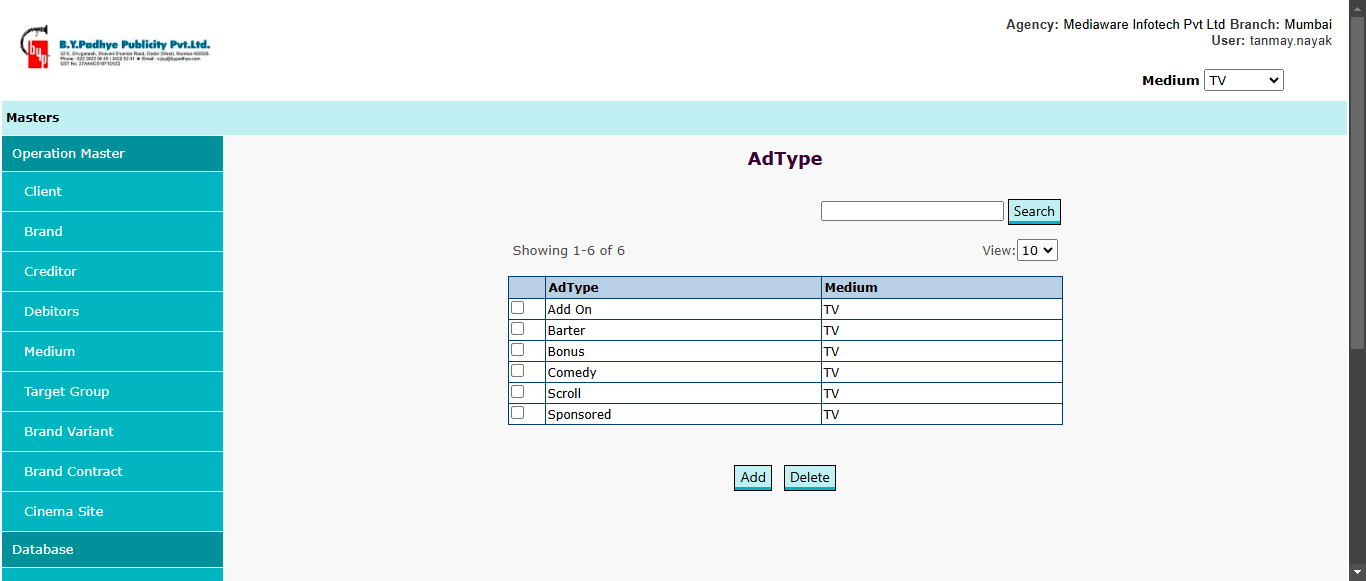 Agency: Mediaware Infotech Pvt Ltd Branch: Mumbai
User: tanmay.nayak
byp
B.Y.Padhye Publicity Pvt.Ltd.
Medium TV
Masters
Operation Master
Client
Brand
Creditor
Debitors
Medium
Target Group
Brand Variant
Brand Contract
Cinema Site
Database
AdType
Search
Showing 1-6 of 6 View: 10
AdType Medium
Add On TV
Barter TV
Bonus TV
Comedy TV
Scroll TV
Sponsored TV
Add Delete